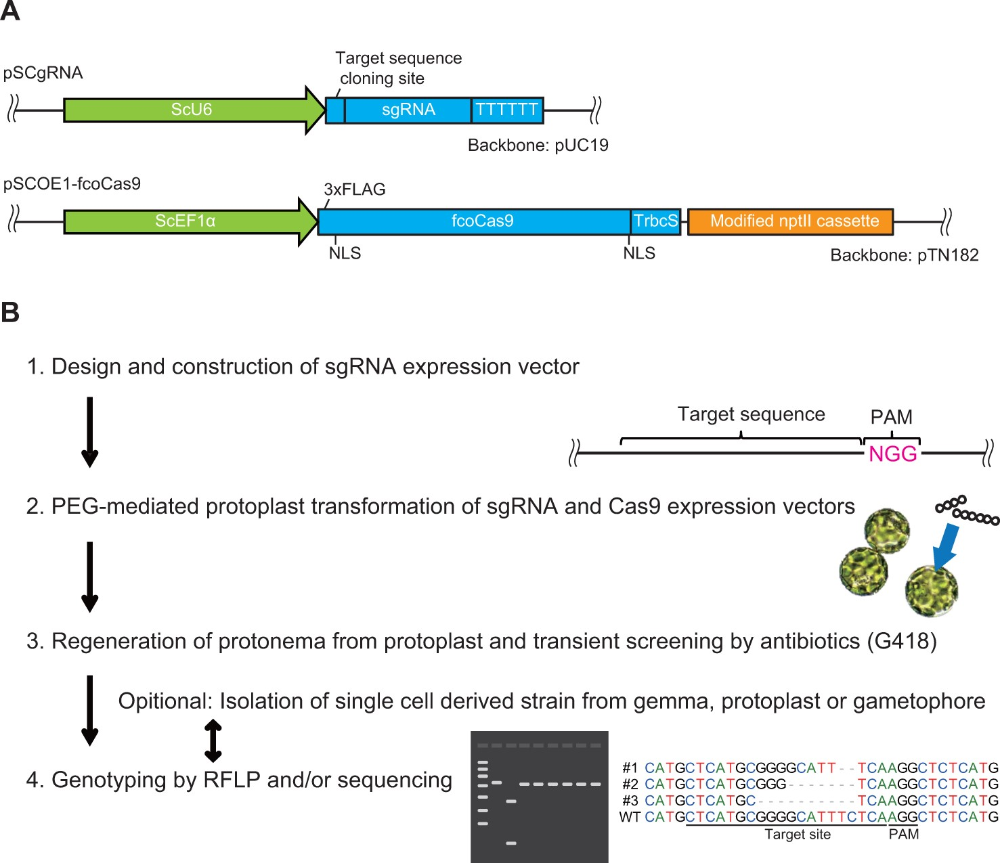 A
pSCgRNA
Target sequence
cloning site
ScU6
sgRNA
TTTTTT
Backbone: pUC19
pSCOE1-fcoCas9
3xFLAG
ScEF1α
fcoCas9
TrbcS
Modified nptII cassette
NLS
NLS
Backbone: pTN182
B
1. Design and construction of sgRNA expression vector
Target sequence
PAM
NGG
2. PEG-mediated protoplast transformation of sgRNA and Cas9 expression vectors
3. Regeneration of protonema from protoplast and transient screening by antibiotics (G418)
Opitional: Isolation of single cell derived strain from gemma, protoplast or gametophore
4. Genotyping by RFLP and/or sequencing
#1 CATGCTCATGCGGGGCATT--TCAAGGCTCTCATG
#2 CATGCTCATGCGGG-------TCAAGGCTCTCATG
#3 CATGCTCATGC----------TCAAGGCTCTCATG
WT CATGCTCATGCGGGGCATTTCTCAAGGCTCTCATG
Target site
PAM